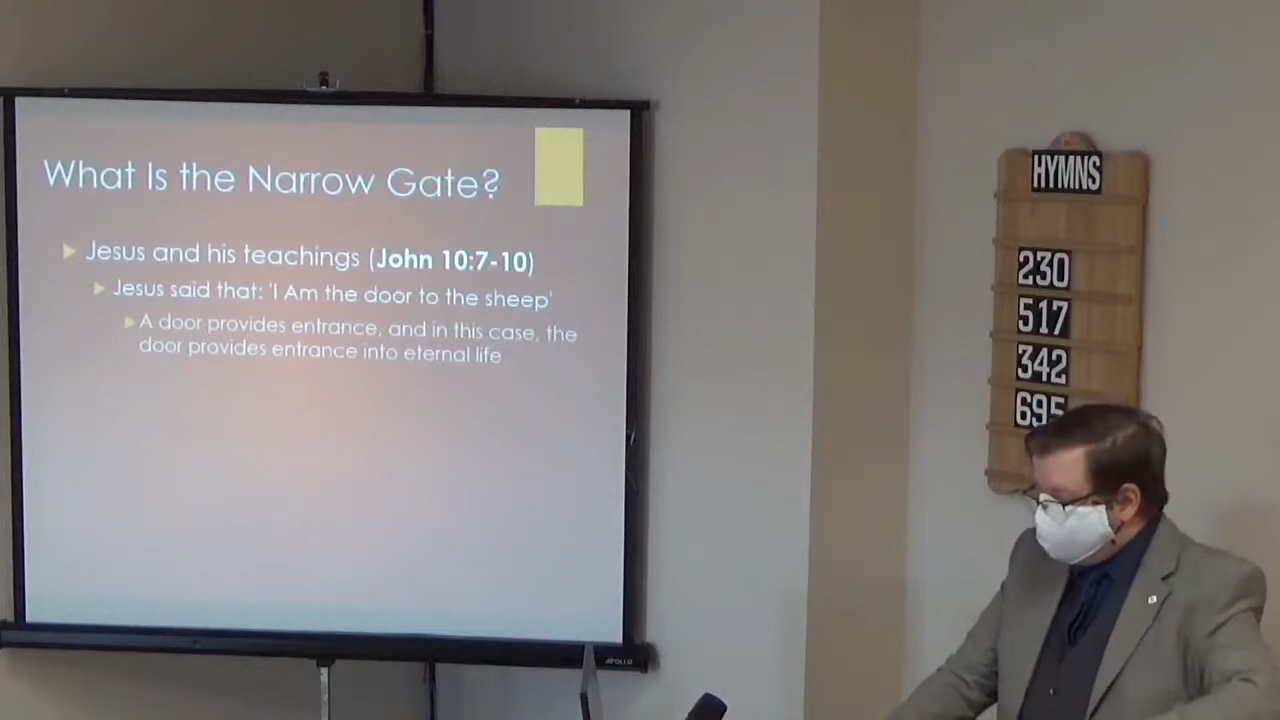 What Is the Narrow Gate?
Jesus and his teachings (John 10:7-10)
Jesus said that: 'I Am the door to the sheep'
A door provides entrance, and in this case, the
door provides entrance into eternal life
HYMNS
230
517
342
695
APOLLO